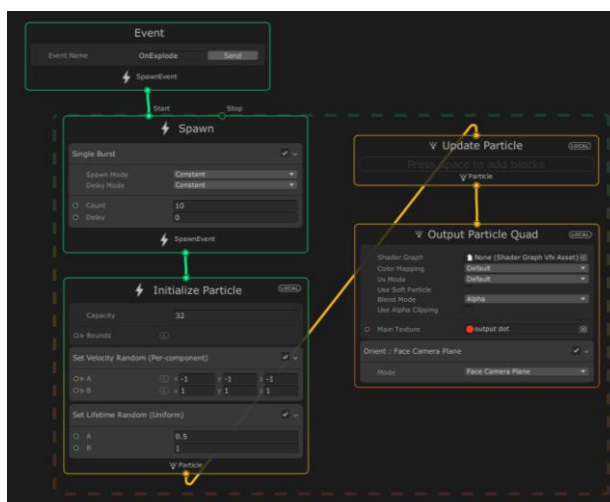 Event
Event Name OnExplode Send
SpawnEvent
Start Stop
Spawn
Single Burst
Spawn Mode Constant
Delay Mode Constant
Count 10
Delay 0
SpawnEvent
Initialize Particle LOCAL
Capacity 32
Bounds L
Set Velocity Random (Per-component)
A L x -1 y -1 z -1
B L x 1 y 1 z 1
Set Lifetime Random (Uniform)
A 0.5
B 1
Particle
Update Particle LOCAL
Press space to add blocks
Particle
Output Particle Quad LOCAL
Shader Graph None (Shader Graph Vfx Asset)
Color Mapping Default
Uv Mode Default
Use Soft Particle
Blend Mode Alpha
Use Alpha Clipping
Main Texture output dot
Orient : Face Camera Plane
Mode Face Camera Plane